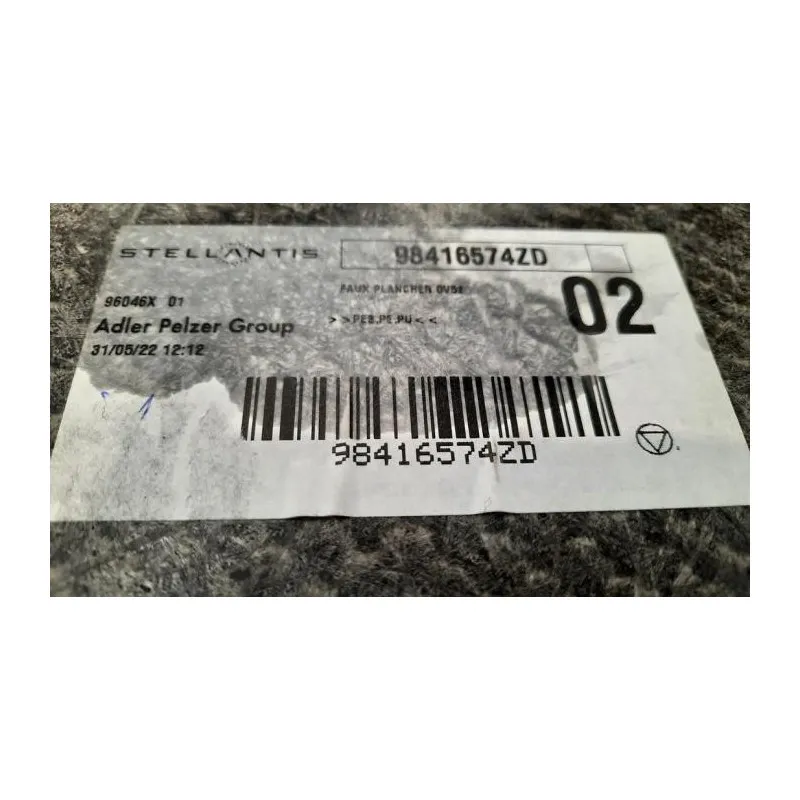 STELLANTIS
98416574ZD
FAUX PLANCHER
02
96046X 01
> >PES.PE.PU< <
Adler Pelzer Group
31/05/22 12:12
1
98416574ZD